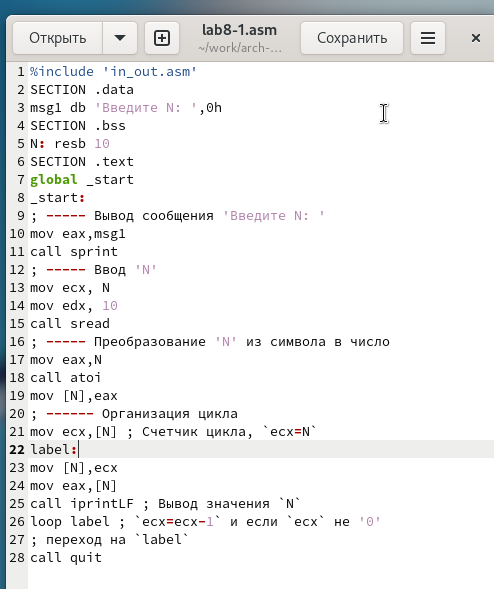 Открыть
lab8-1.asm
~/work/arch-...
Сохранить
1 %include 'in_out.asm'
2 SECTION .data
3 msg1 db 'Введите N: ',0h
4 SECTION .bss
5 N: resb 10
6 SECTION .text
7 global _start
8 _start:
9 ; ----- Вывод сообщения 'Введите N: '
10 mov eax,msg1
11 call sprint
12 ; ----- Ввод 'N'
13 mov ecx, N
14 mov edx, 10
15 call sread
16 ; ----- Преобразование 'N' из символа в число
17 mov eax,N
18 call atoi
19 mov [N],eax
20 ; ------ Организация цикла
21 mov ecx,[N] ; Счетчик цикла, `ecx=N`
22 label:
23 mov [N],ecx
24 mov eax,[N]
25 call iprintLF ; Вывод значения `N`
26 loop label ; `ecx=ecx-1` и если `ecx` не '0'
27 ; переход на `label`
28 call quit